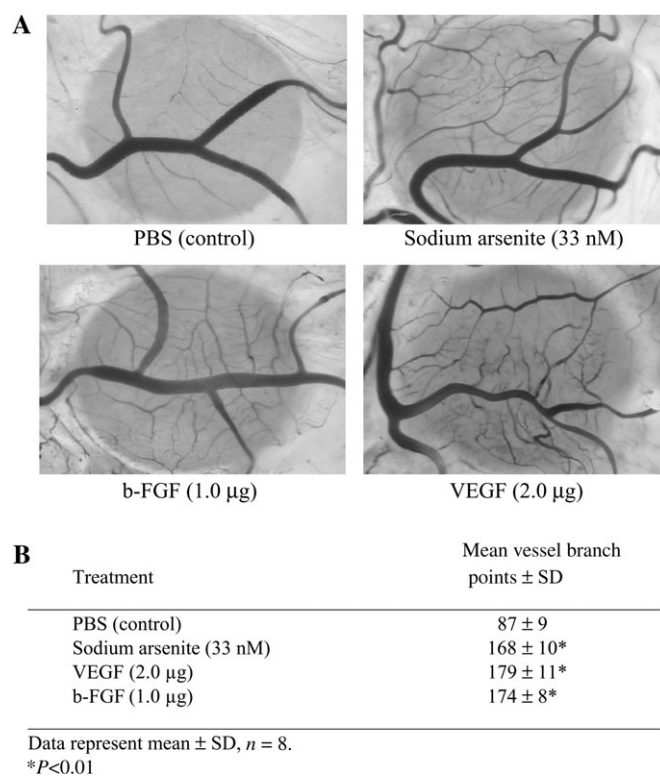 A
PBS (control)
Sodium arsenite (33 nM)
b-FGF (1.0 µg)
VEGF (2.0 µg)
B
Mean vessel branch
Treatment points ± SD
PBS (control) 87 ± 9
Sodium arsenite (33 nM) 168 ± 10*
VEGF (2.0 µg) 179 ± 11*
b-FGF (1.0 µg) 174 ± 8*
Data represent mean ± SD, n = 8.
*P<0.01